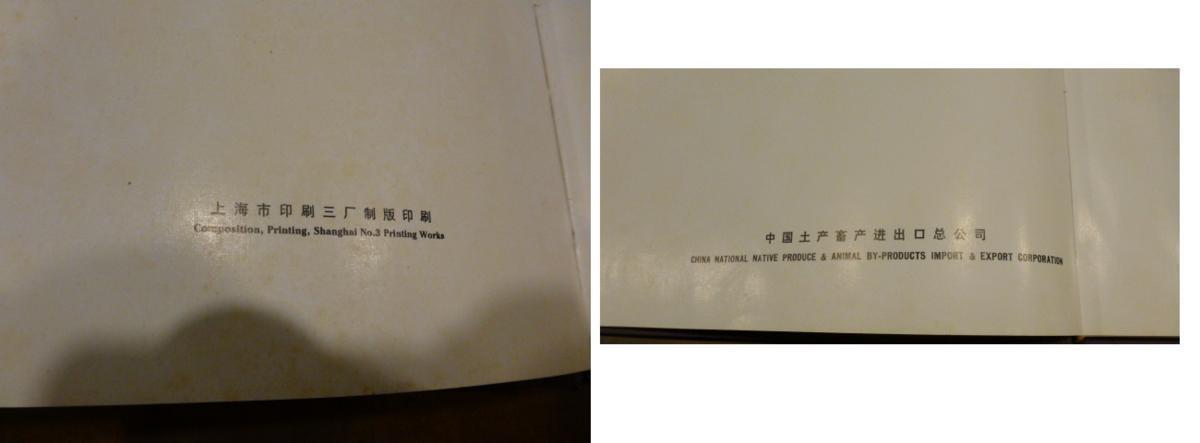 上海市印刷三厂制版印刷
Composition, Printing, Shanghai No.3 Printing Works
中国土产畜产进出口总公司
CHINA NATIONAL NATIVE PRODUCE & ANIMAL BY-PRODUCTS IMPORT & EXPORT CORPORATION